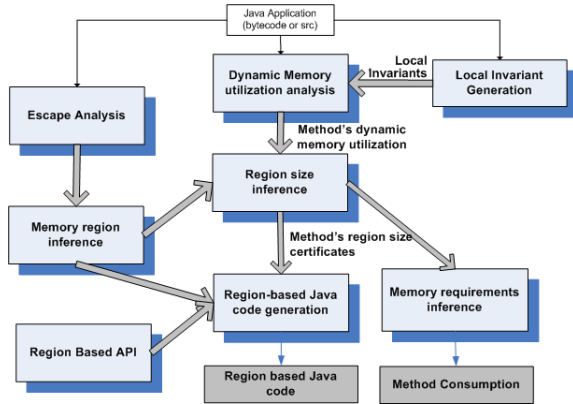 Java Application
(bytecode or src)
Local
Invariants
Dynamic Memory
utilization analysis
Local Invariant
Generation
Escape Analysis
Method's dynamic
memory utilization
Region size
inference
Memory region
inference
Method's region size
certificates
Region-based Java
code generation
Memory requirements
inference
Region Based API
Region based Java
code
Method Consumption